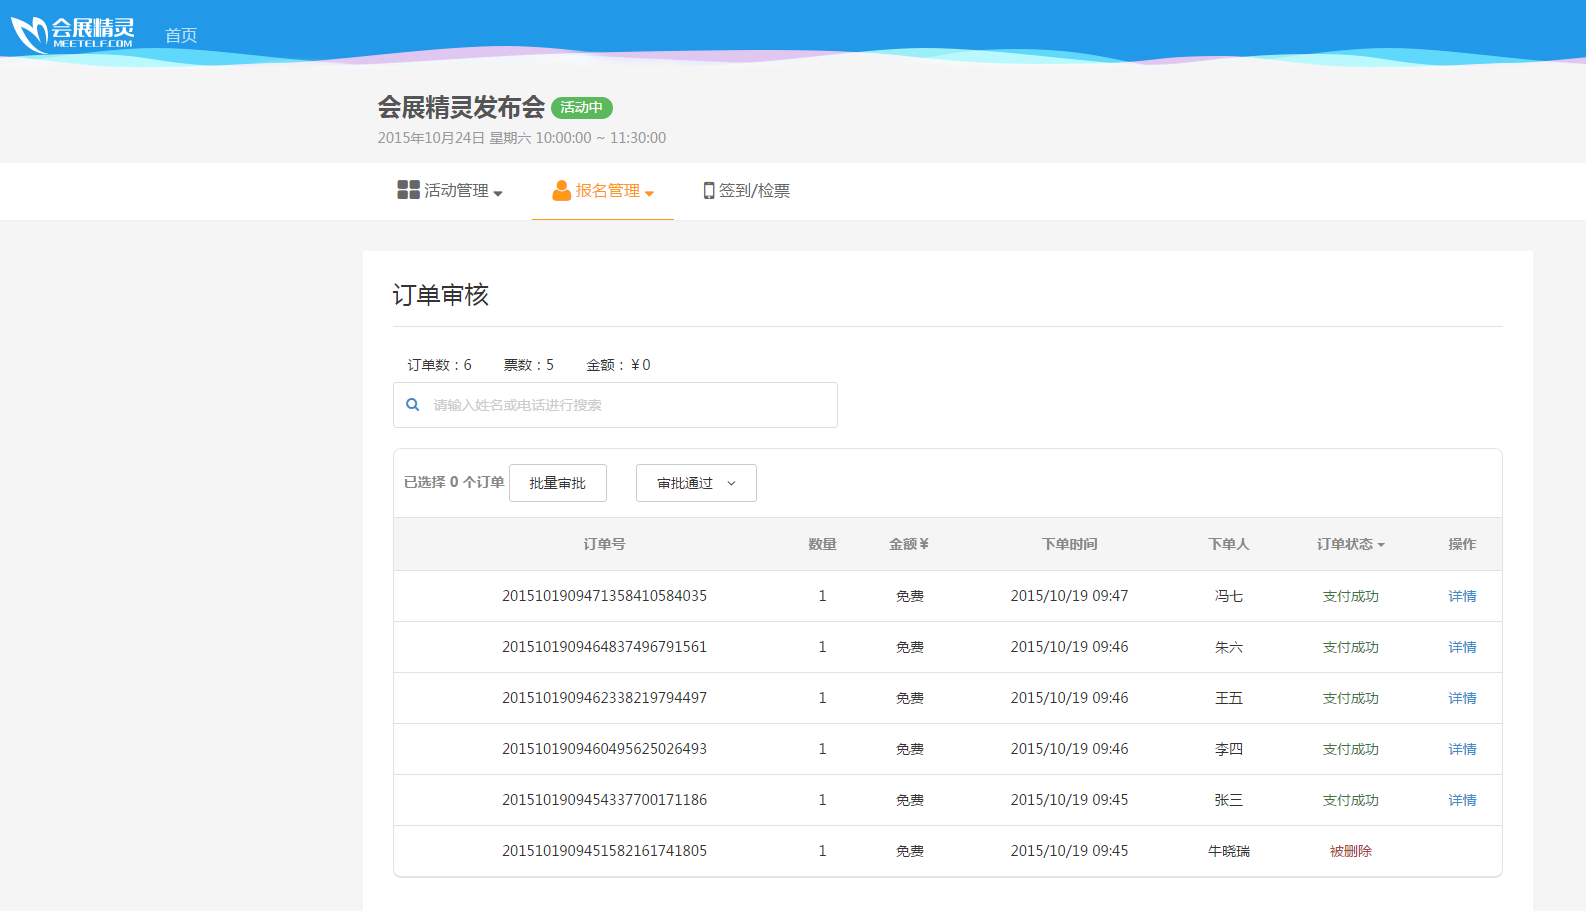 会展精灵
MEETELF.COM
首页
会展精灵发布会 活动中
2015年10月24日 星期六 10:00:00 ~ 11:30:00
活动管理 报名管理 签到/检票
订单审核
订单数：6 票数：5 金额：￥0
请输入姓名或电话进行搜索
已选择 0 个订单 批量审批 审批通过
订单号 数量 金额￥ 下单时间 下单人 订单状态 操作
2015101909471358410584035 1 免费 2015/10/19 09:47 冯七 支付成功 详情
2015101909464837496791561 1 免费 2015/10/19 09:46 朱六 支付成功 详情
2015101909462338219794497 1 免费 2015/10/19 09:46 王五 支付成功 详情
2015101909460495625026493 1 免费 2015/10/19 09:46 李四 支付成功 详情
2015101909454337700171186 1 免费 2015/10/19 09:45 张三 支付成功 详情
2015101909451582161741805 1 免费 2015/10/19 09:45 牛晓瑞 被删除